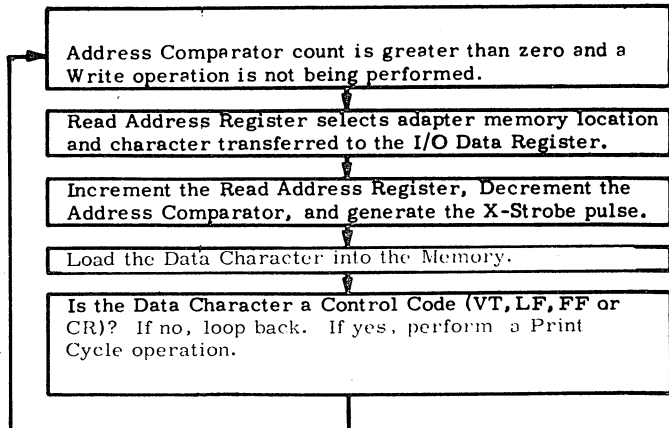 Address Comparator count is greater than zero and a
Write operation is not being performed.
Read Address Register selects adapter memory location
and character transferred to the I/O Data Register.
Increment the Read Address Register, Decrement the
Address Comparator, and generate the X-Strobe pulse.
Load the Data Character into the Memory.
Is the Data Character a Control Code (VT, LF, FF or
CR)? If no, loop back. If yes, perform a Print
Cycle operation.